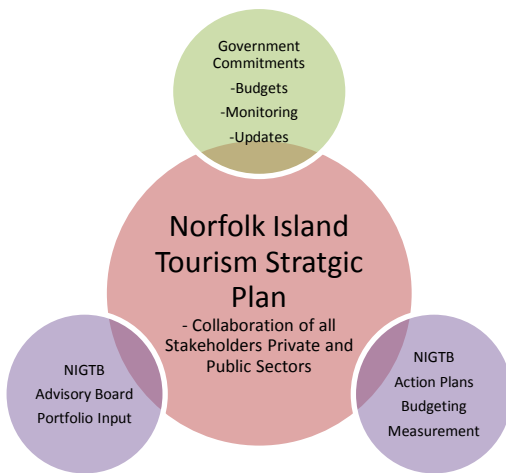 Government
Commitments
-Budgets
-Monitoring
-Updates
Norfolk Island
Tourism Stratgic
Plan
- Collaboration of all
Stakeholders Private and
Public Sectors
NIGTB
Advisory Board
Portfolio Input
NIGTB
Action Plans
Budgeting
Measurement